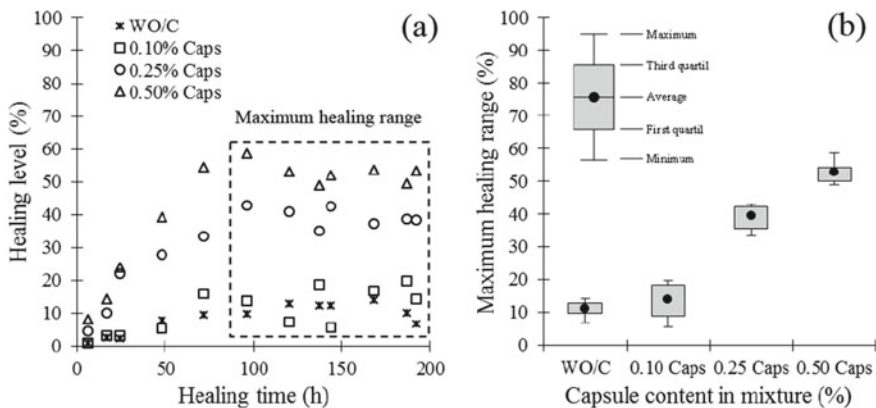 (a)
WO/C
0.10% Caps
0.25% Caps
0.50% Caps
Maximum healing range
Healing level (%)
100
90
80
70
60
50
40
30
20
10
0
0 50 100 150 200
Healing time (h)
(b)
Maximum
Third quartil
Average
First quartil
Minimum
Maximum healing range (%)
100
90
80
70
60
50
40
30
20
10
0
WO/C 0.10 Caps 0.25 Caps 0.50 Caps
Capsule content in mixture (%)